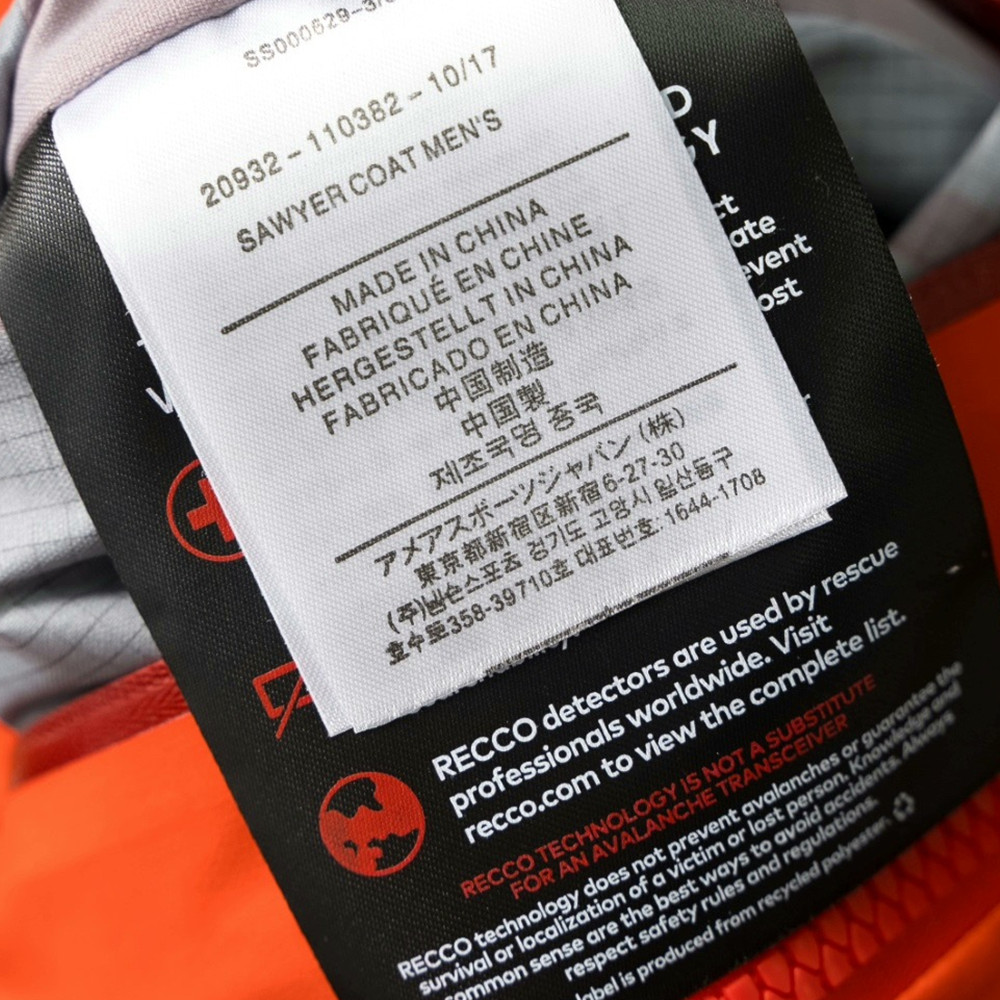 SS000629-3/
20932 - 110382 - 10/17
SAWYER COAT MEN'S
MADE IN CHINA
FABRIQUÉ EN CHINE
HERGESTELLT IN CHINA
FABRICADO EN CHINA
中国制造
中国製
제조국명 중국
アメアスポーツジャパン (株)
東京都新宿区新宿6-27-30
(주)넬슨스포츠 경기도 고양시 일산동구
호수로358-39710호 대표번호: 1644-1708
D
Y
ct
ate
event
ost
RECCO detectors are used by rescue
professionals worldwide. Visit
recco.com to view the complete list.
RECCO TECHNOLOGY IS NOT A SUBSTITUTE
FOR AN AVALANCHE TRANSCEIVER
RECCO technology does not prevent avalanches or guarantee the
survival or localization of a victim or lost person. Knowledge and
common sense are the best ways to avoid accidents. Always
respect safety rules and regulations.
label is produced from recycled polyester.